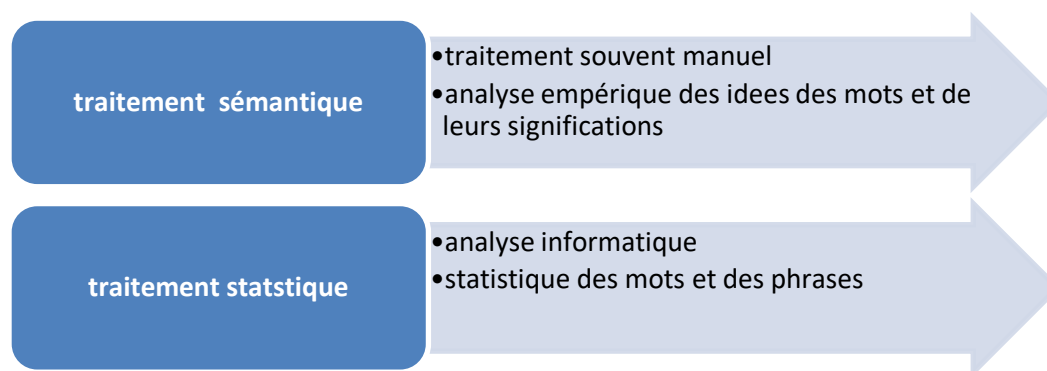 traitement sémantique
•traitement souvent manuel
•analyse empérique des idees des mots et de
leurs significations
traitement statstique
•analyse informatique
•statistique des mots et des phrases